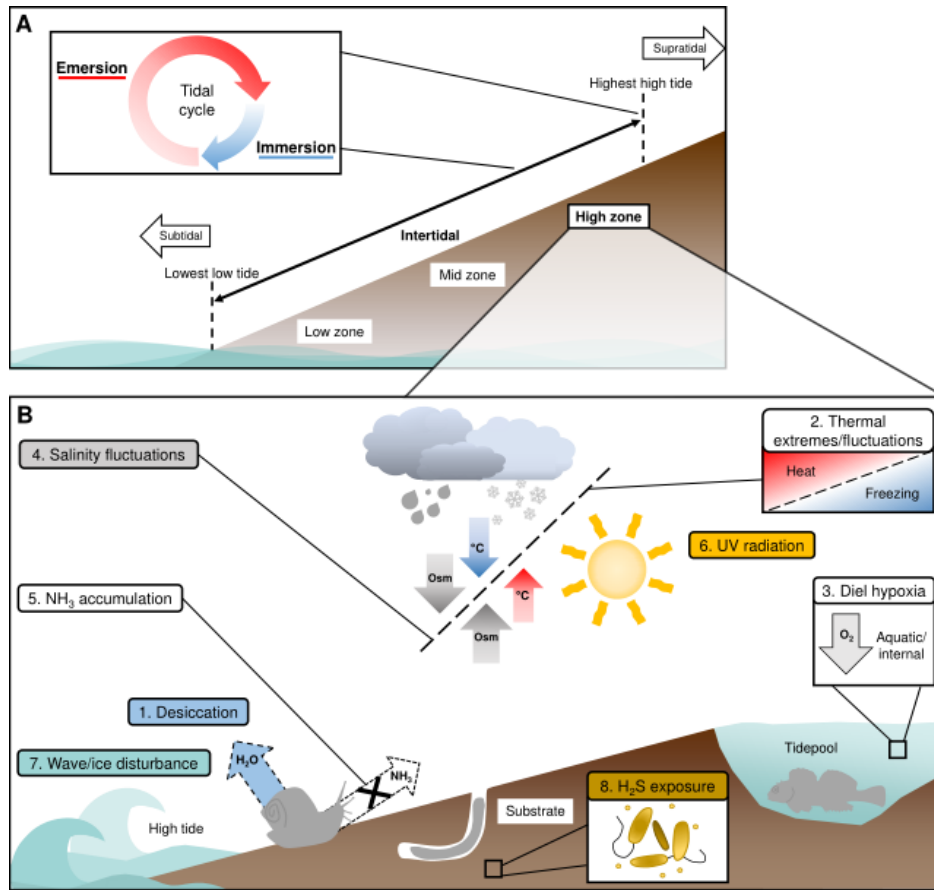 A
Supratidal
Emersion
Tidal
cycle
Immersion
Highest high tide
High zone
Subtidal
Intertidal
Lowest low tide
Mid zone
Low zone
B
4. Salinity fluctuations
2. Thermal
extremes/fluctuations
Heat
Freezing
6. UV radiation
°C
Osm
°C
Osm
5. NH₃ accumulation
3. Diel hypoxia
O₂
Aquatic/
internal
1. Desiccation
H₂O
NH₃
7. Wave/ice disturbance
High tide
Tidepool
Substrate
8. H₂S exposure